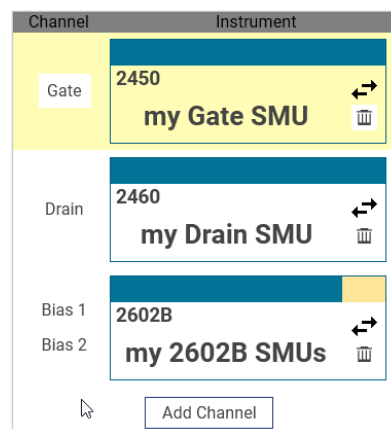 Channel Instrument
Gate
2450
my Gate SMU
Drain
2460
my Drain SMU
Bias 1
Bias 2
2602B
my 2602B SMUs
Add Channel